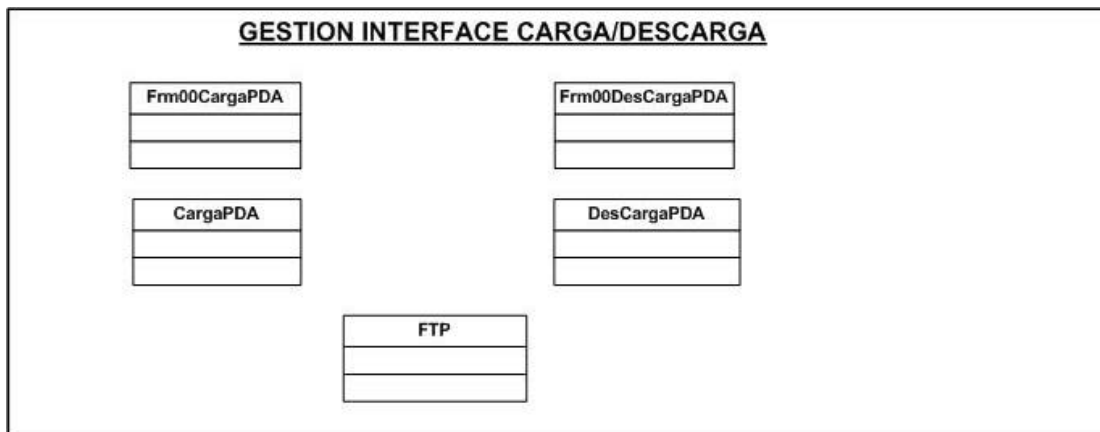 GESTION INTERFACE CARGA/DESCARGA
Frm00CargaPDA
Frm00DesCargaPDA
CargaPDA
DesCargaPDA
FTP